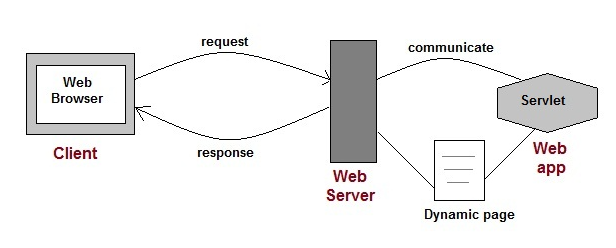 request
communicate
Web
Browser
Servlet
Client
response
Web
Server
Web
app
Dynamic page